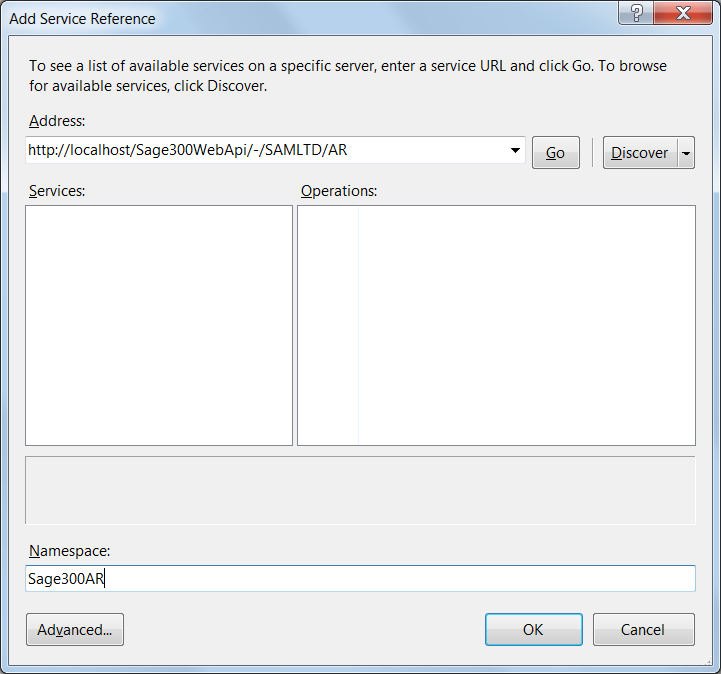 Add Service Reference
?
To see a list of available services on a specific server, enter a service URL and click Go. To browse
for available services, click Discover.
Address:
http://localhost/Sage300WebApi/-/SAMLTD/AR
Go
Discover
Services:
Operations:
Namespace:
Sage300AR
Advanced...
OK
Cancel